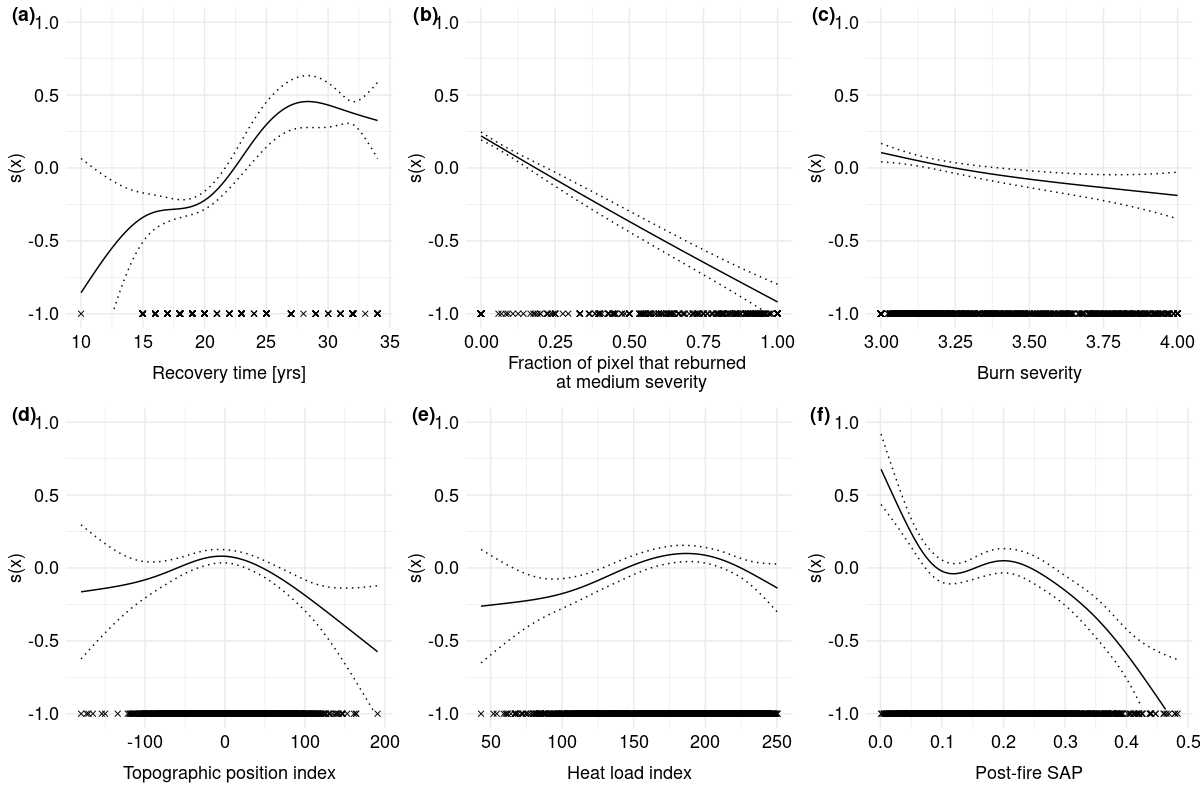 (a)
1.0
0.5
0.0
-0.5
-1.0
s(x)
10 15 20 25 30 35
Recovery time [yrs]
(b)
1.0
0.5
0.0
-0.5
-1.0
s(x)
0.00 0.25 0.50 0.75 1.00
Fraction of pixel that reburned
at medium severity
(c)
1.0
0.5
0.0
-0.5
-1.0
s(x)
3.00 3.25 3.50 3.75 4.00
Burn severity
(d)
1.0
0.5
0.0
-0.5
-1.0
s(x)
-100 0 100 200
Topographic position index
(e)
1.0
0.5
0.0
-0.5
-1.0
s(x)
50 100 150 200 250
Heat load index
(f)
1.0
0.5
0.0
-0.5
-1.0
s(x)
0.0 0.1 0.2 0.3 0.4 0.5
Post-fire SAP